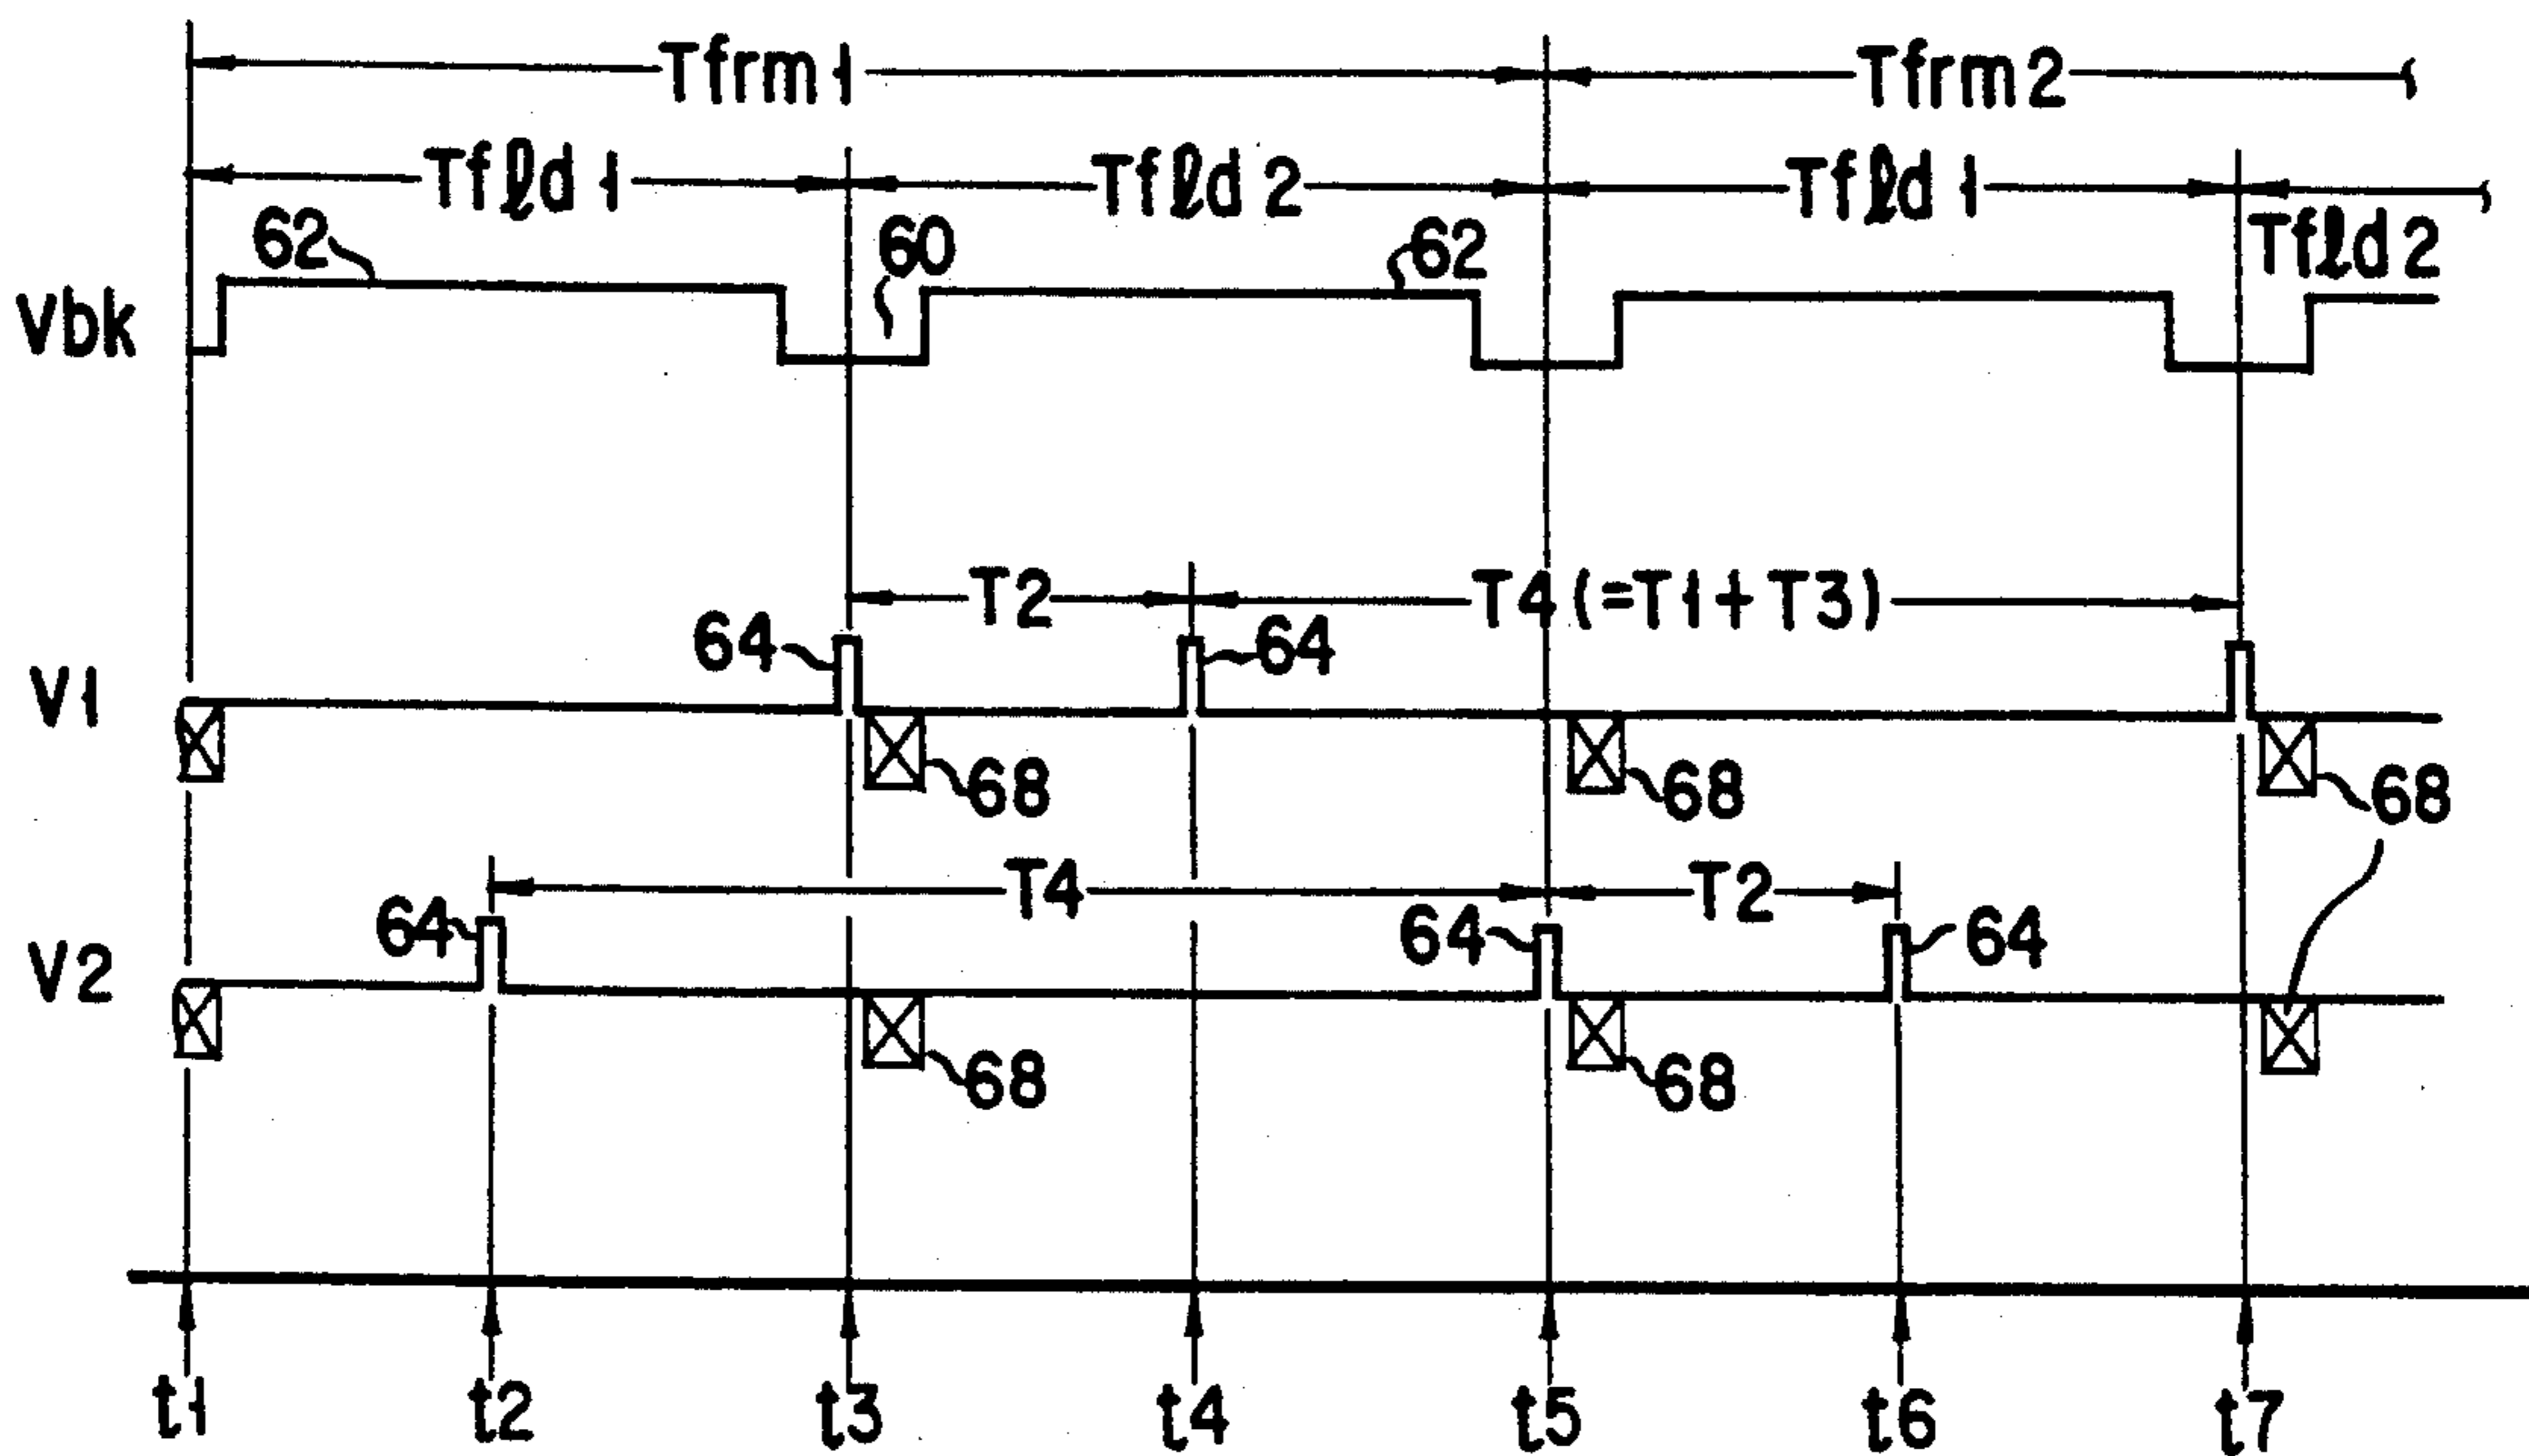 Tfrm1 Tfrm2
Tfld1 Tfld2 Tfld1 Tfld2
62 60 62
Vbk
T2 T4(=T1+T3)
64 64
V1
68 68 68
T4 T2
64 64 64
V2
68 68
t1 t2 t3 t4 t5 t6 t7